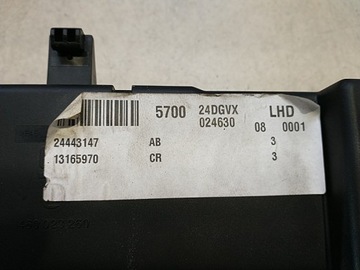 5700 24DGVX LHD
024630 08 0001
24443147 AB 3
13165970 CR 3